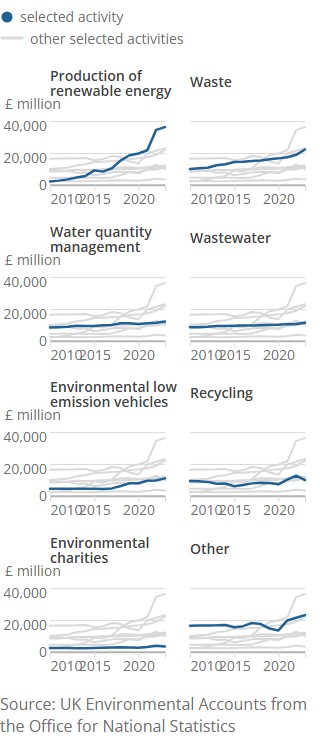 selected activity
other selected activities
Production of
renewable energy
Waste
£ million
40,000
20,000
0
2010 2015 2020
2010 2015 2020
Water quantity
management
Wastewater
£ million
40,000
20,000
0
2010 2015 2020
2010 2015 2020
Environmental low
emission vehicles
Recycling
£ million
40,000
20,000
0
2010 2015 2020
2010 2015 2020
Environmental
charities
Other
£ million
40,000
20,000
0
2010 2015 2020
2010 2015 2020
Source: UK Environmental Accounts from
the Office for National Statistics